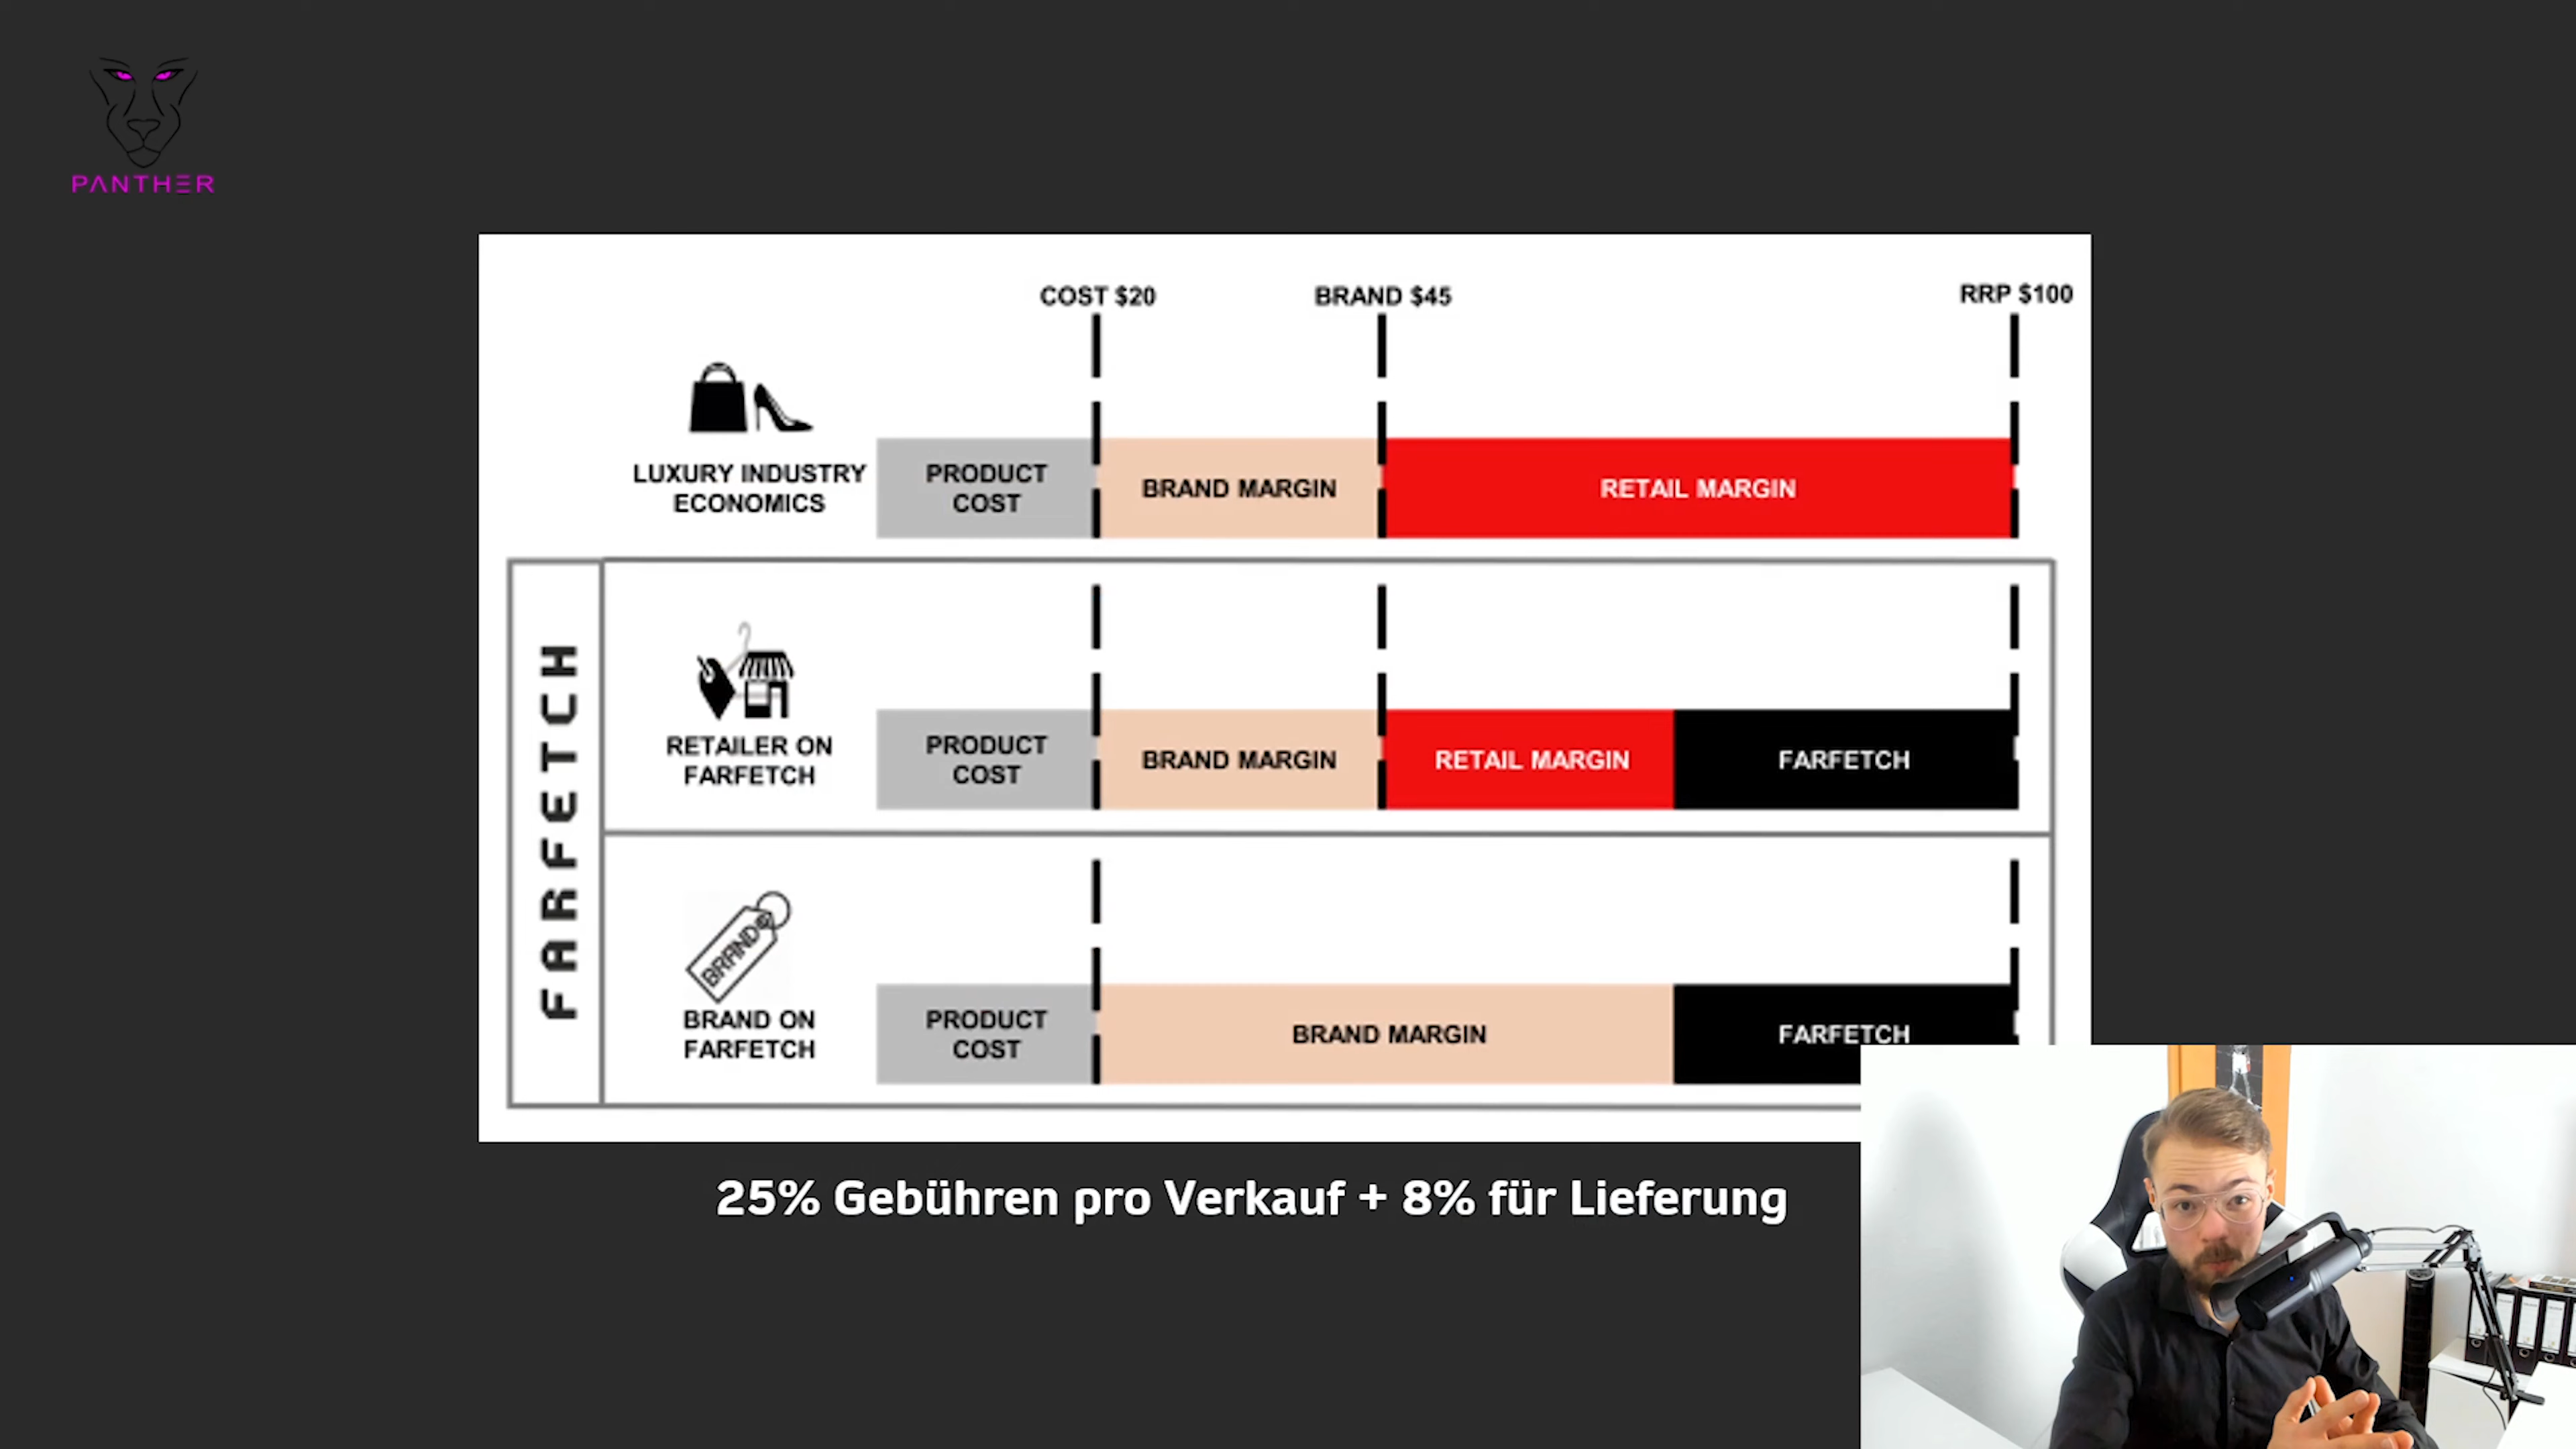 PANTHER
COST $20
BRAND $45
RRP $100
LUXURY INDUSTRY
ECONOMICS
PRODUCT
COST
BRAND MARGIN
RETAIL MARGIN
FARFETCH
RETAILER ON
FARFETCH
PRODUCT
COST
BRAND MARGIN
RETAIL MARGIN
FARFETCH
BRAND
BRAND ON
FARFETCH
PRODUCT
COST
BRAND MARGIN
FARFETCH
25% Gebühren pro Verkauf + 8% für Lieferung